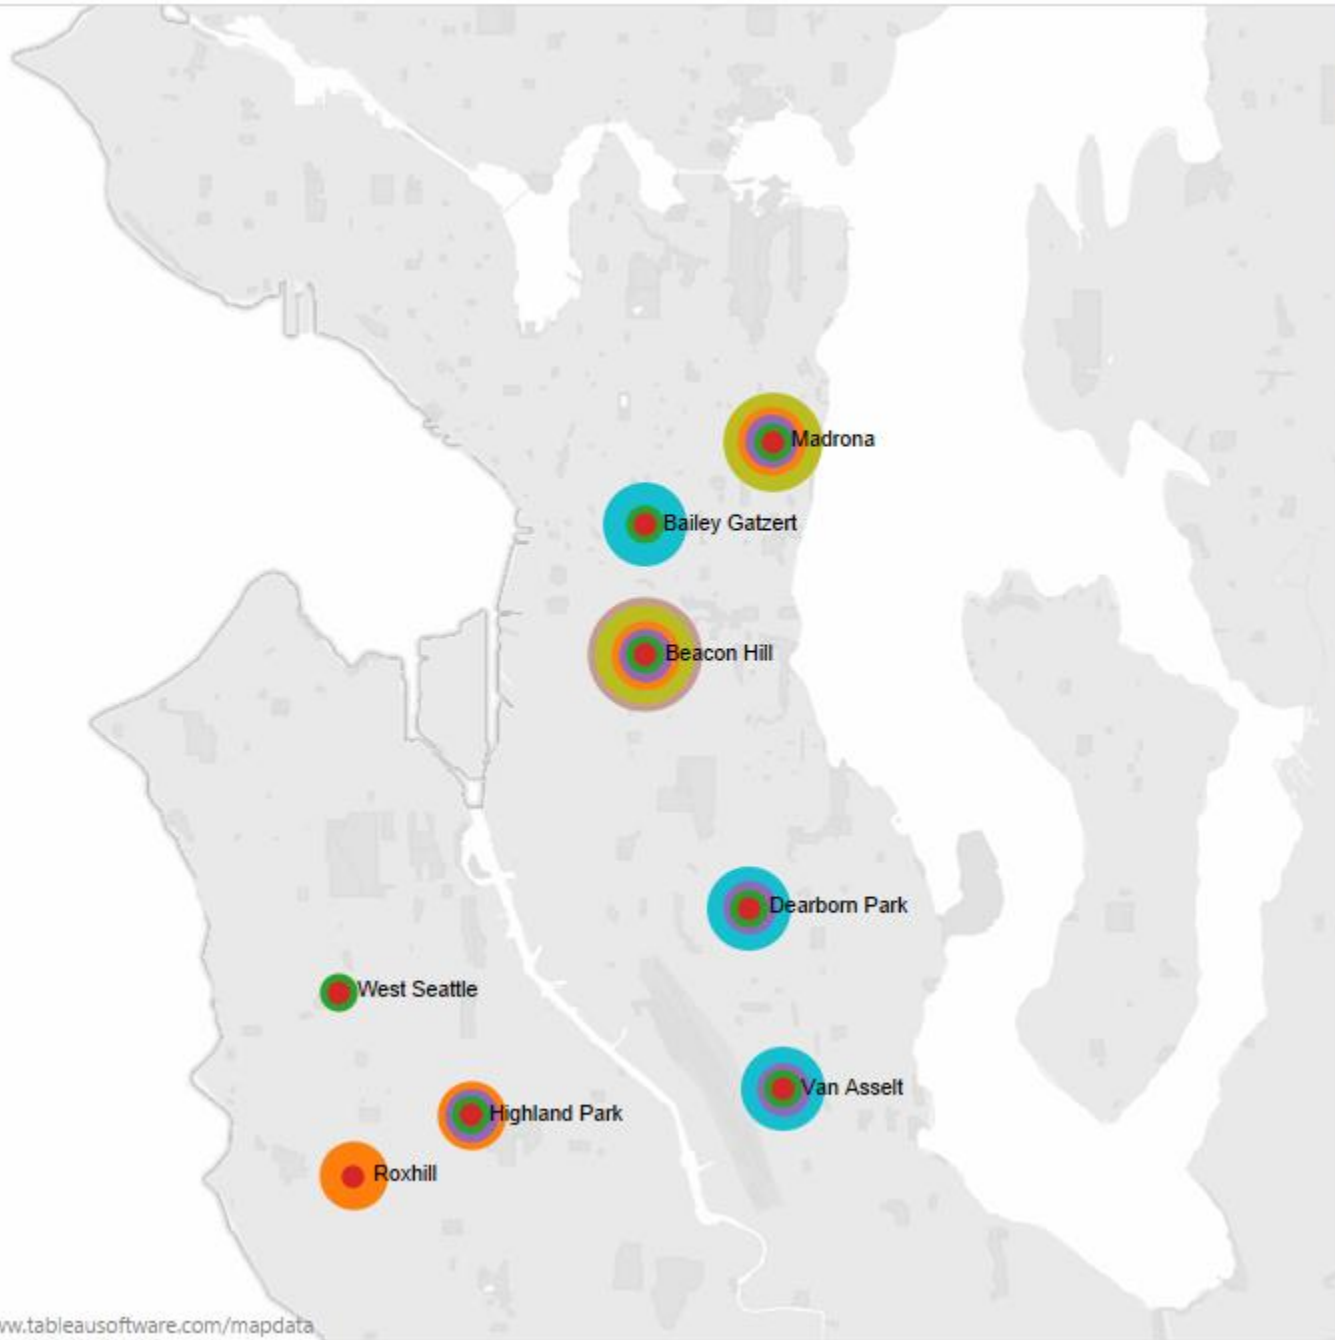 Madrona
Bailey Gatzert
Beacon Hill
Dearborn Park
West Seattle
Van Asselt
Highland Park
Roxhill
ww.tableausoftware.com/mapdata